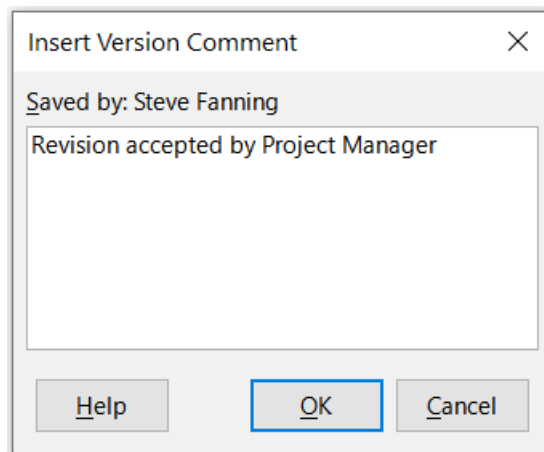 Insert Version Comment
Saved by: Steve Fanning
Revision accepted by Project Manager
Help OK Cancel